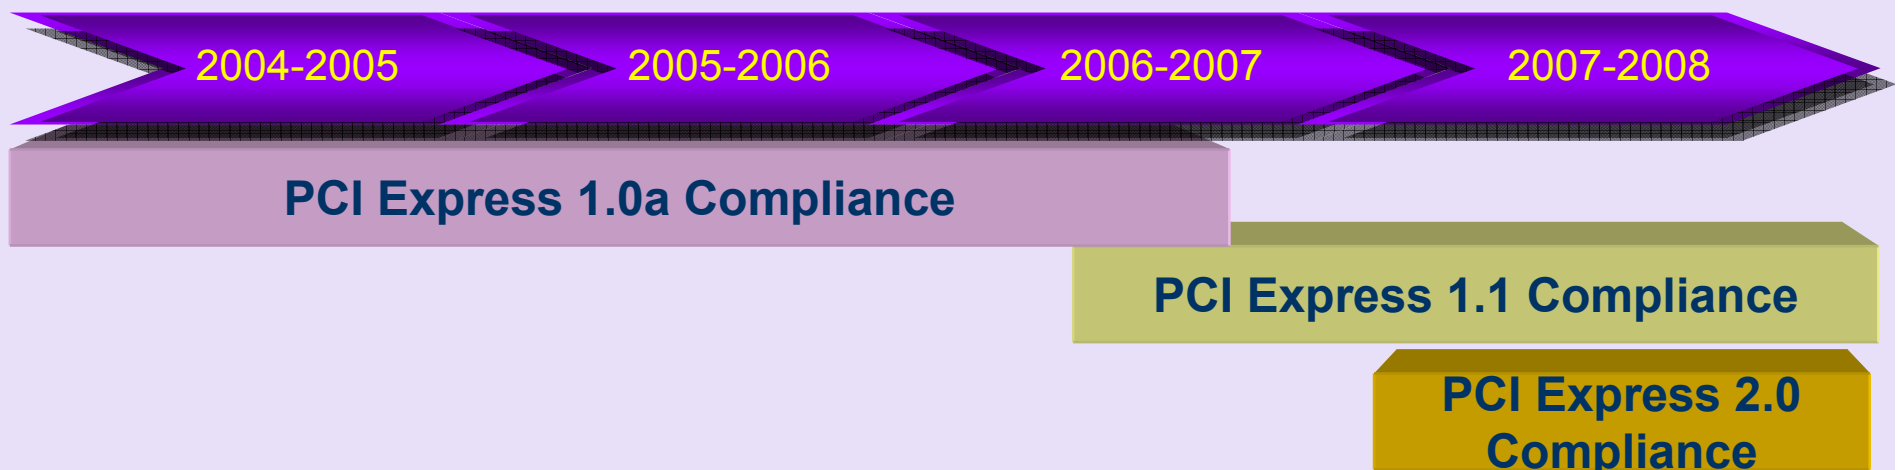 2004-2005 2005-2006 2006-2007 2007-2008
PCI Express 1.0a Compliance
PCI Express 1.1 Compliance
PCI Express 2.0
Compliance